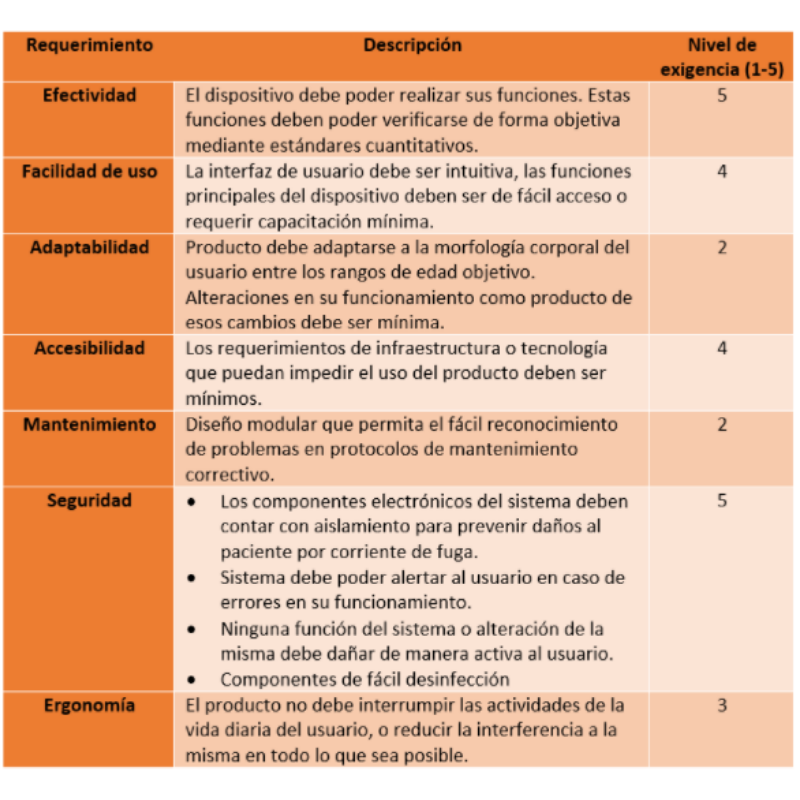 Requerimiento Descripción Nivel de
exigencia (1-5)
Efectividad El dispositivo debe poder realizar sus funciones. Estas 5
funciones deben poder verificarse de forma objetiva
mediante estándares cuantitativos.
Facilidad de uso La interfaz de usuario debe ser intuitiva, las funciones 4
principales del dispositivo deben ser de fácil acceso o
requerir capacitación mínima.
Adaptabilidad Producto debe adaptarse a la morfología corporal del 2
usuario entre los rangos de edad objetivo.
Alteraciones en su funcionamiento como producto de
esos cambios debe ser mínima.
Accesibilidad Los requerimientos de infraestructura o tecnología 4
que puedan impedir el uso del producto deben ser
mínimos.
Mantenimiento Diseño modular que permita el fácil reconocimiento 2
de problemas en protocolos de mantenimiento
correctivo.
Seguridad • Los componentes electrónicos del sistema deben 5
contar con aislamiento para prevenir daños al
paciente por corriente de fuga.
• Sistema debe poder alertar al usuario en caso de
errores en su funcionamiento.
• Ninguna función del sistema o alteración de la
misma debe dañar de manera activa al usuario.
• Componentes de fácil desinfección
Ergonomía El producto no debe interrumpir las actividades de la 3
vida diaria del usuario, o reducir la interferencia a la
misma en todo lo que sea posible.